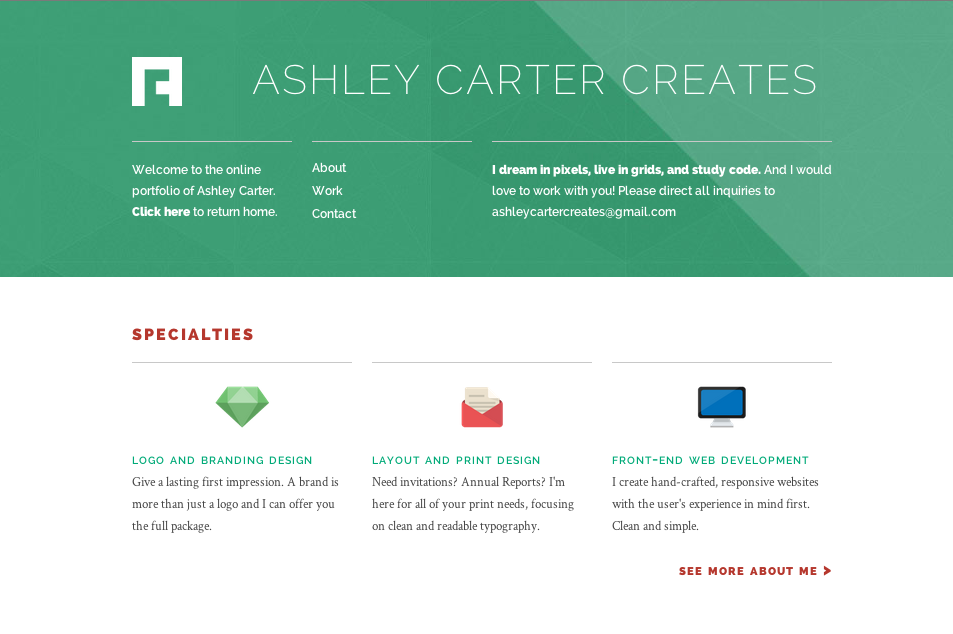 ASHLEY CARTER CREATES
Welcome to the online
portfolio of Ashley Carter.
Click here to return home.
About
Work
Contact
I dream in pixels, live in grids, and study code. And I would
love to work with you! Please direct all inquiries to
ashleycartercreates@gmail.com
SPECIALTIES
LOGO AND BRANDING DESIGN
Give a lasting first impression. A brand is
more than just a logo and I can offer you
the full package.
LAYOUT AND PRINT DESIGN
Need invitations? Annual Reports? I'm
here for all of your print needs, focusing
on clean and readable typography.
FRONT-END WEB DEVELOPMENT
I create hand-crafted, responsive websites
with the user's experience in mind first.
Clean and simple.
SEE MORE ABOUT ME >